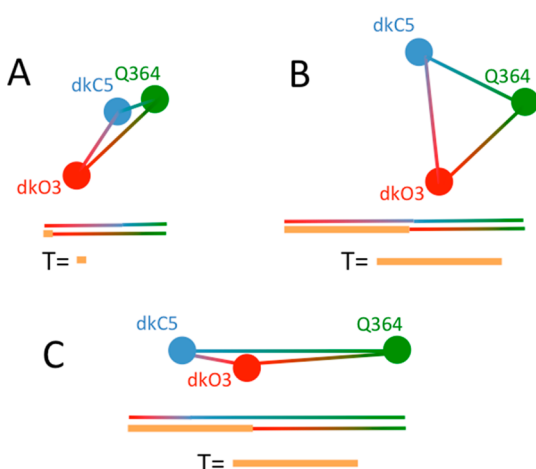 A
dkC5
Q364
dkO3
T=
B
dkC5
Q364
dkO3
T=
C
dkC5
Q364
dkO3
T=